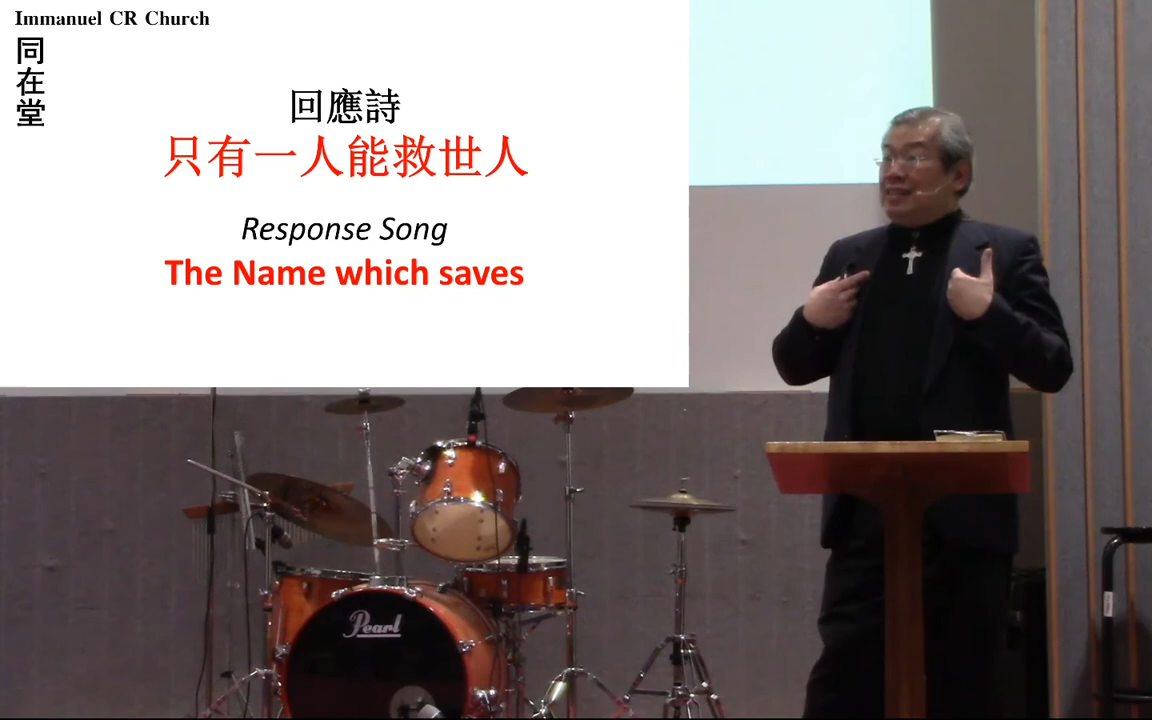 Immanuel CR Church
同在堂
回應詩
只有一人能救世人
Response Song
The Name which saves
Pearl